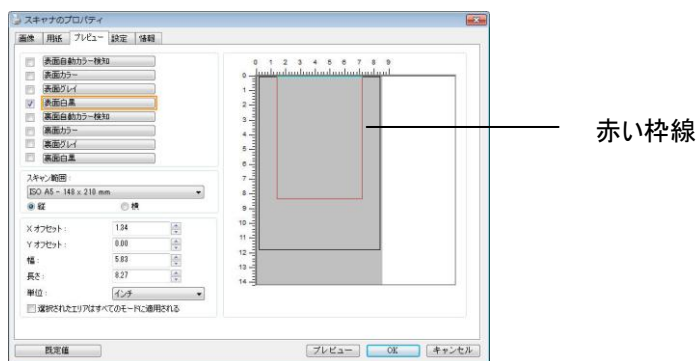 スキャナのプロパティ
画像 用紙 プレビュー 設定 情報
表面自動カラー検知
表面カラー
表面グレイ
表面白黒
裏面自動カラー検知
裏面カラー
裏面グレイ
裏面白黒
スキャン範囲:
ISO A5 - 148 x 210 mm
縦 横
Xオフセット: 1.34
Yオフセット: 0.00
幅: 5.83
長さ: 8.27
単位: インチ
選択されたエリアはすべてのモードに適用される
0 1 2 3 4 5 6 7 8 9
0
1
2
3
4
5
6
7
8
9
10
11
12
13
14
赤い枠線
既定値 プレビュー OK キャンセル